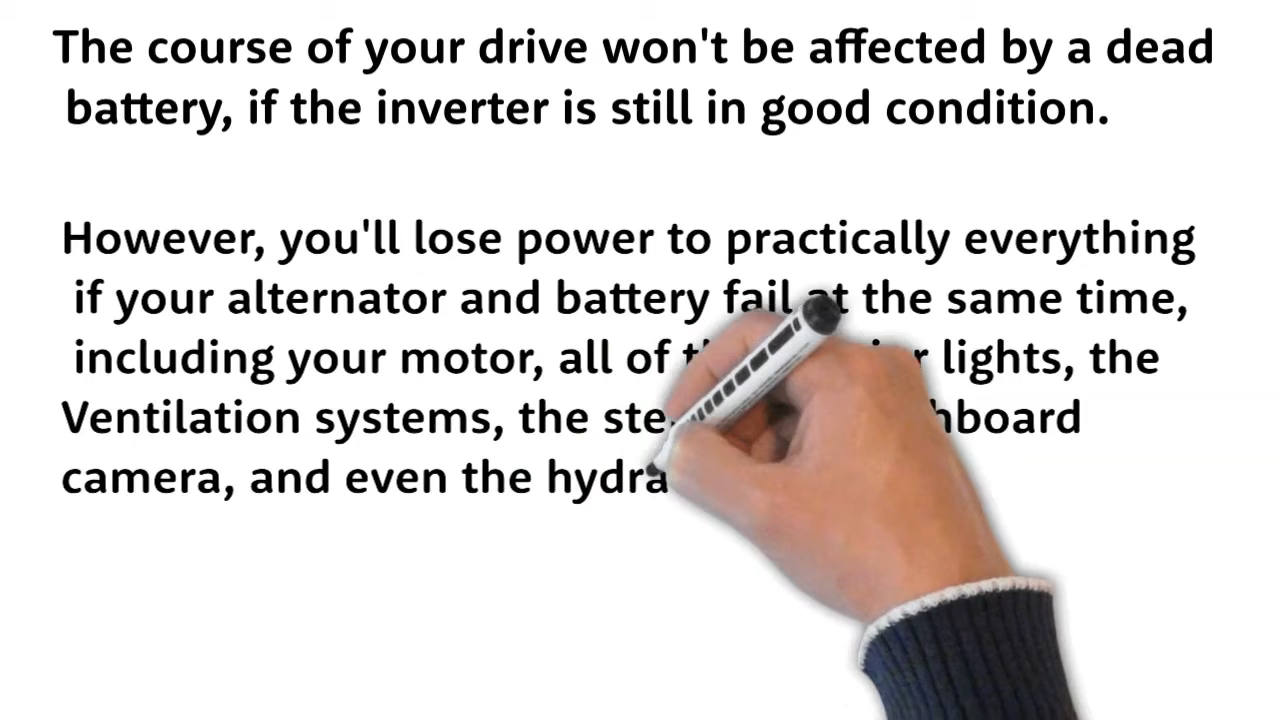 The course of your drive won't be affected by a dead
battery, if the inverter is still in good condition.
However, you'll lose power to practically everything
if your alternator and battery fail at the same time,
including your motor, all of lights, the
Ventilation systems, the
camera, and even the